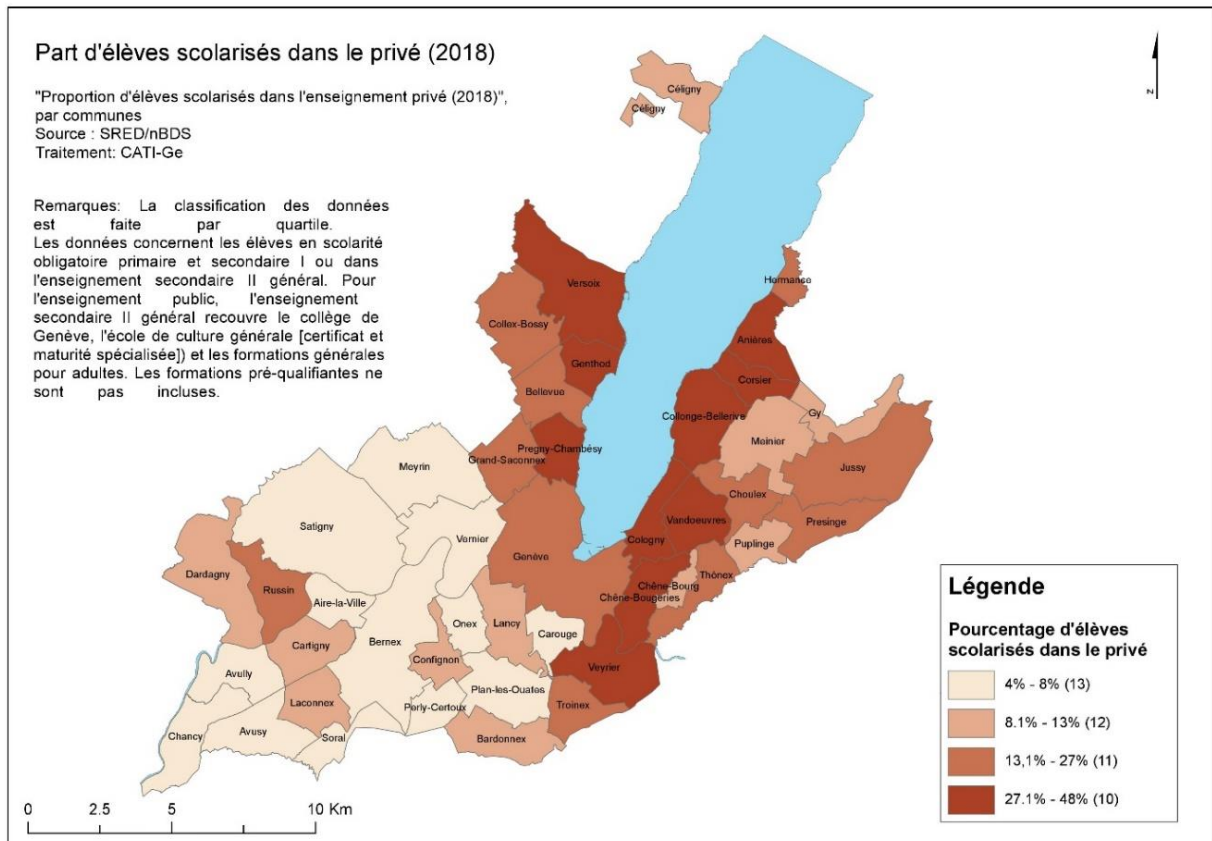 Part d'élèves scolarisés dans le privé (2018)
"Proportion d'élèves scolarisés dans l'enseignement privé (2018)",
par communes
Source : SRED/nBDS
Traitement: CATI-Ge
Remarques: La classification des données
est faite par quartile.
Les données concernent les élèves en scolarité
obligatoire primaire et secondaire I ou dans
l'enseignement secondaire II général. Pour
l'enseignement public, l'enseignement
secondaire II général recouvre le collège de
Genève, l'école de culture générale [certificat et
maturité spécialisée]) et les formations générales
pour adultes. Les formations pré-qualifiantes ne
sont pas incluses.
N
Céligny
Céligny
Versoix
Hermance
Collex-Bossy
Anières
Genthod
Corsier
Bellevue
Collonge-Bellerive
Gy
Meinier
Pregny-Chambésy
Grand-Saconnex
Meyrin
Jussy
Choulex
Satigny
Vandoeuvres
Presinge
Vernier
Cologny
Puplinge
Genève
Dardagny
Thônex
Chêne-Bourg
Russin
Chêne-Bougeries
Aire-la-Ville
Onex
Lancy
Carouge
Bernex
Cartigny
Confignon
Veyrier
Avully
Plan-les-Ouates
Laconnex
Perly-Certoux
Troinex
Chancy
Avusy
Soral
Bardonnex
0 2.5 5 10 Km
Légende
Pourcentage d'élèves
scolarisés dans le privé
4% - 8% (13)
8.1% - 13% (12)
13,1% - 27% (11)
27.1% - 48% (10)